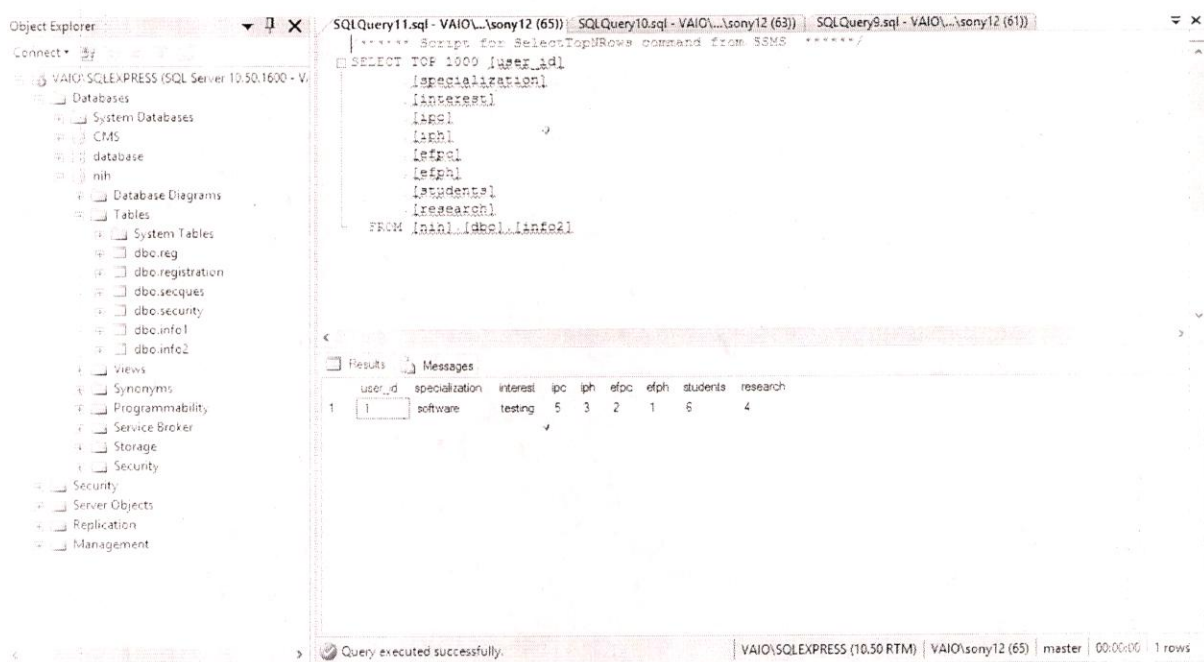 Object Explorer
Connect
VAIO\SQLEXPRESS (SQL Server 10.50.1600 - V
Databases
System Databases
CMS
database
nih
Database Diagrams
Tables
System Tables
dbo.reg
dbo.registration
dbo.secques
dbo.security
dbo.info1
dbo.info2
Views
Synonyms
Programmability
Service Broker
Storage
Security
Security
Server Objects
Replication
Management
SQLQuery11.sql - VAIO\...\sony12 (65)) SQLQuery10.sql - VAIO\...\sony12 (63)) SQLQuery9.sql - VAIO\...\sony12 (61))
/****** Script for SelectTopNRows command from SSMS ******/
SELECT TOP 1000 [user_id]
,[specialization]
,[interest]
,[ipc]
,[iph]
,[efpc]
,[efph]
,[students]
,[research]
FROM [nih].[dbo].[info2]
Results Messages
user_id specialization interest ipc iph efpc efph students research
1 1 software testing 5 3 2 1 6 4
Query executed successfully. VAIO\SQLEXPRESS (10.50 RTM) VAIO\sony12 (65) master 00:00:00 1 rows